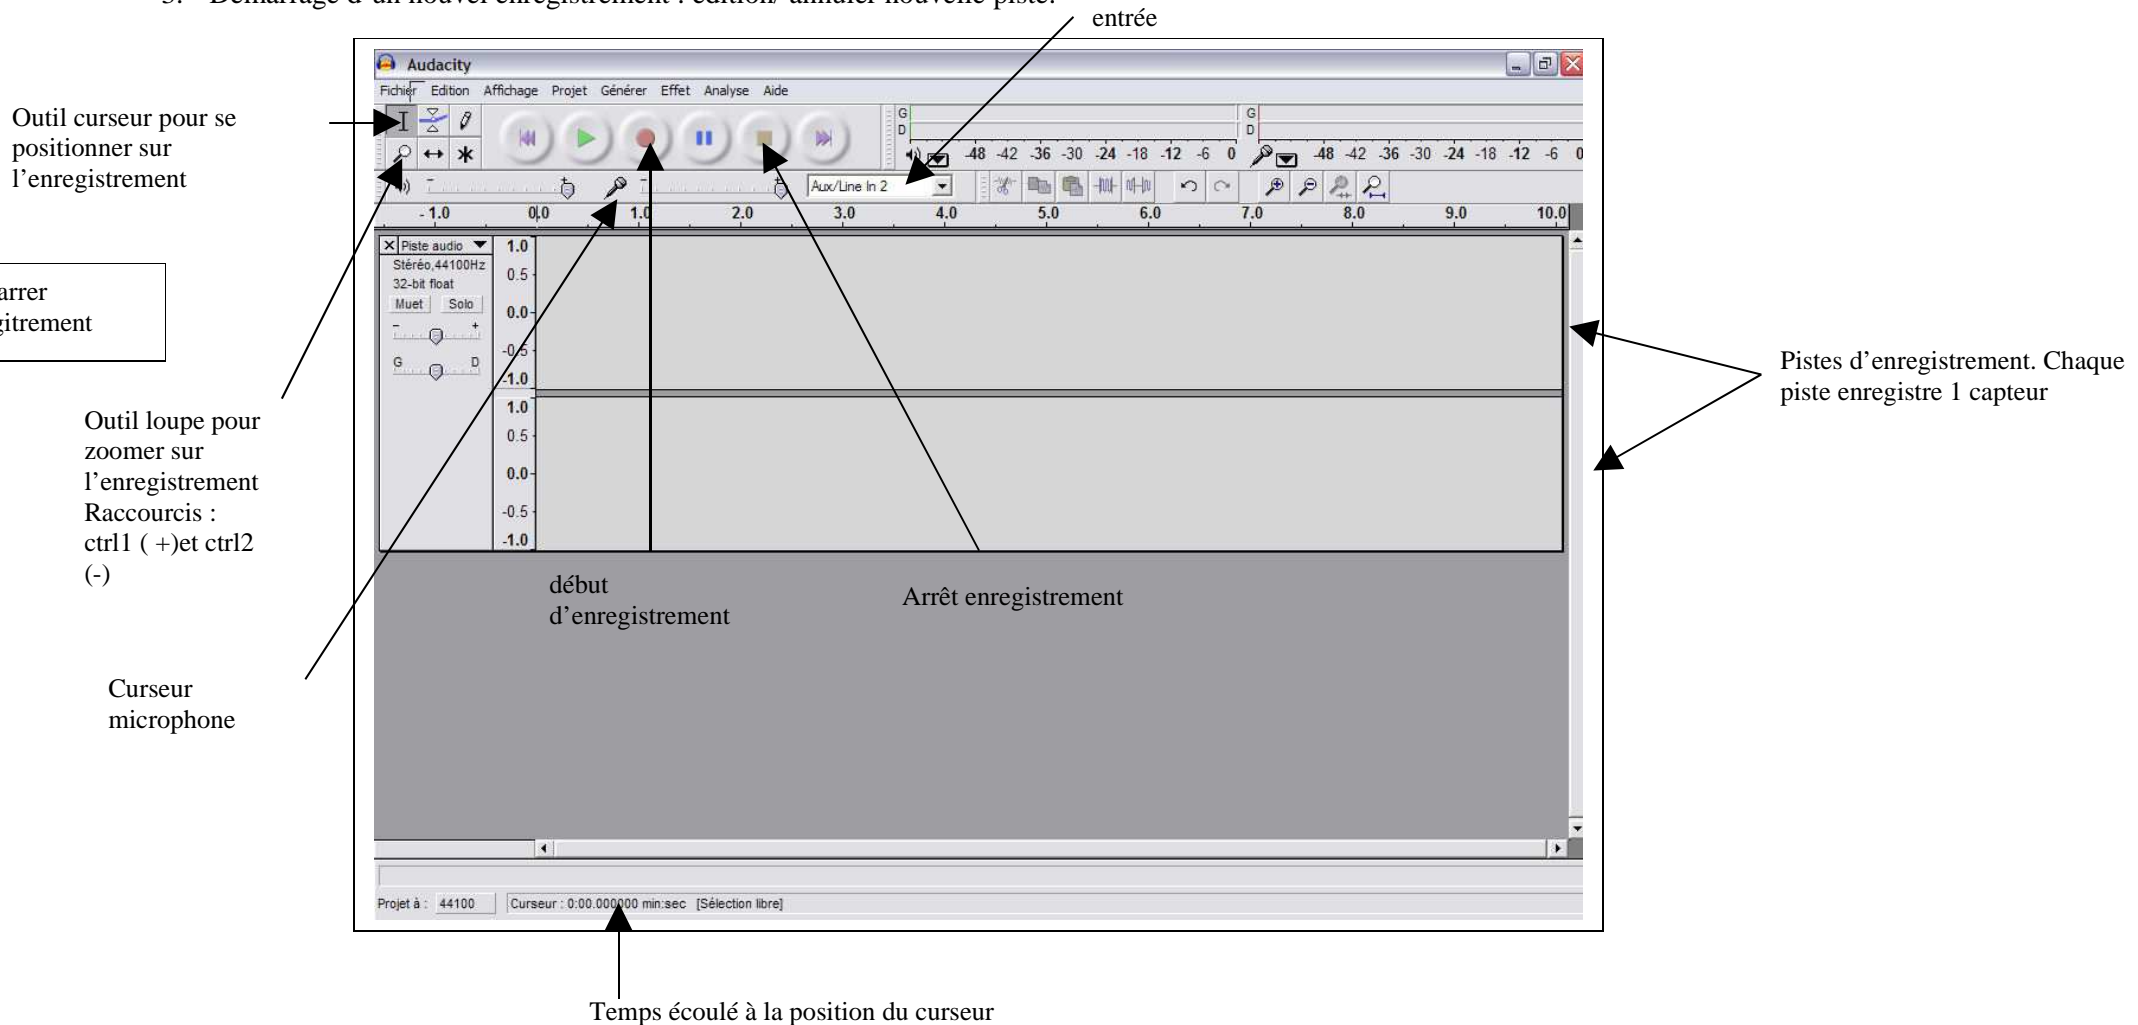 3. Démarrage d’un nouvel enregistrement : édition/ annuler nouvelle piste.
entrée
Audacity
Fichier Edition Affichage Projet Générer Effet Analyse Aide
Outil curseur pour se
positionner sur
l’enregistrement
G
D
-48 -42 -36 -30 -24 -18 -12 -6 0
G
D
-48 -42 -36 -30 -24 -18 -12 -6 0
Aux/Line In 2
- 1.0 0.0 1.0 2.0 3.0 4.0 5.0 6.0 7.0 8.0 9.0 10.0
Piste audio
Stéréo,44100Hz
32-bit float
Muet Solo
- +
G D
1.0
0.5
0.0
-0.5
-1.0
1.0
0.5
0.0
-0.5
-1.0
arrer
gitrement
Pistes d’enregistrement. Chaque
piste enregistre 1 capteur
Outil loupe pour
zoomer sur
l’enregistrement
Raccourcis :
ctrl1 ( +)et ctrl2
(-)
début
d’enregistrement
Arrêt enregistrement
Curseur
microphone
Projet à : 44100 Curseur : 0:00.000000 min:sec [Sélection libre]
Temps écoulé à la position du curseur